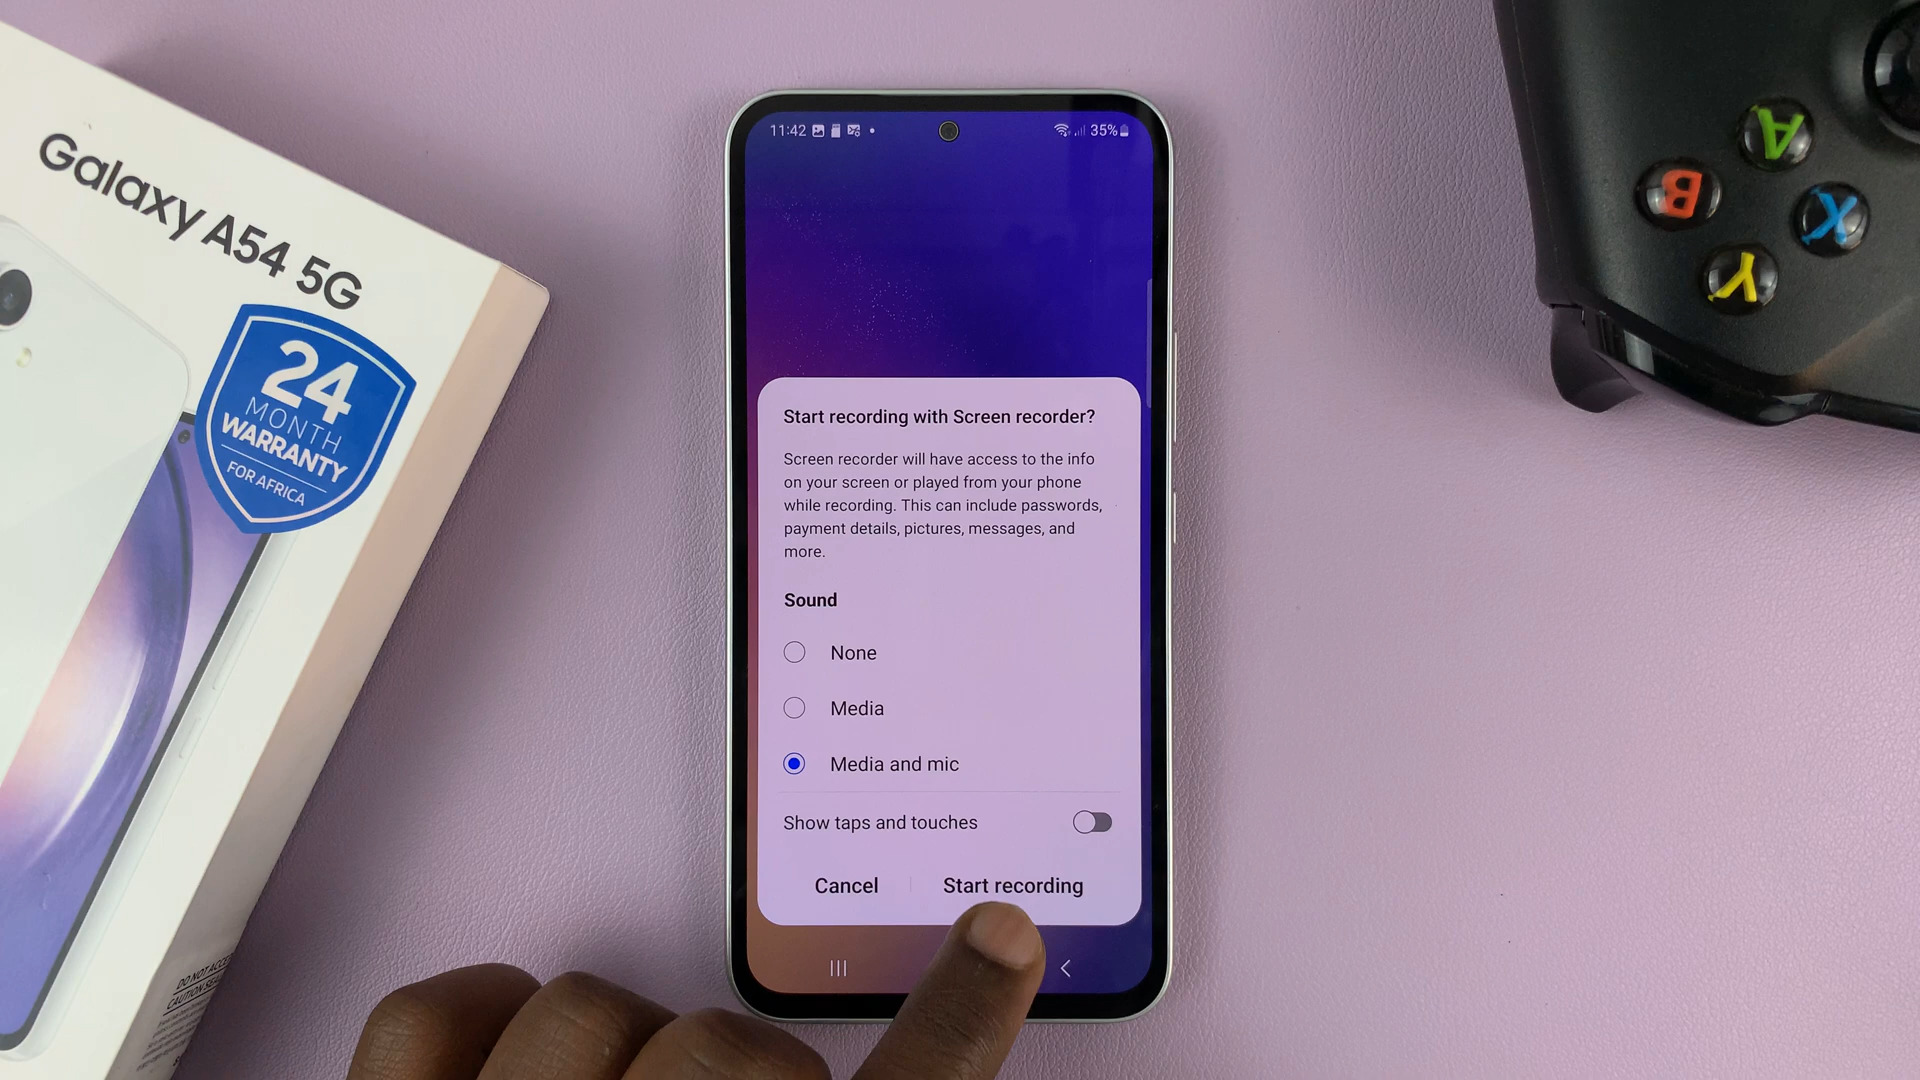 Galaxy A54 5G
24
MONTH
WARRANTY
FOR AFRICA
11:42
35%
Start recording with Screen recorder?
Screen recorder will have access to the info
on your screen or played from your phone
while recording. This can include passwords,
payment details, pictures, messages, and
more.
Sound
None
Media
Media and mic
Show taps and touches
Cancel
Start recording
A
B
X
Y